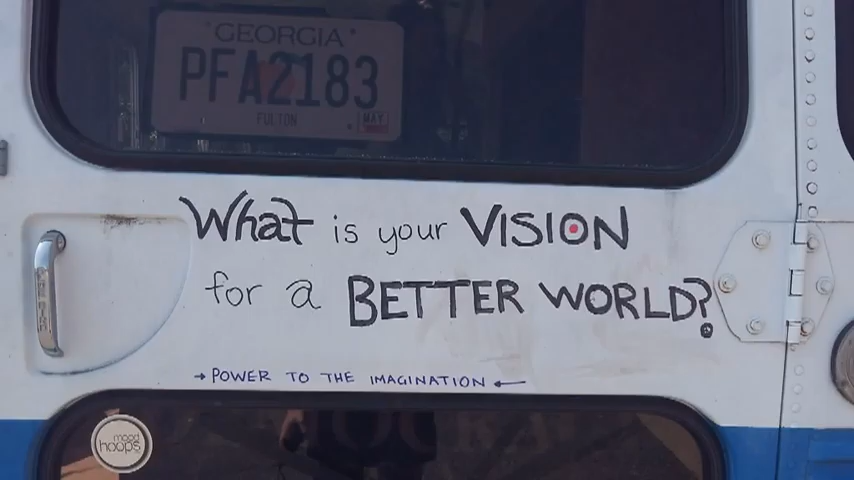 GEORGIA
PFA2183
FULTON
MAY
What is your VISION
for a BETTER WORLD?
→ POWER TO THE IMAGINATION ←
mood
hoops